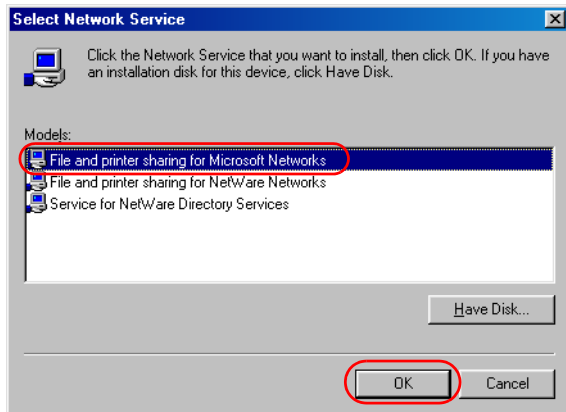 Select Network Service
Click the Network Service that you want to install, then click OK. If you have
an installation disk for this device, click Have Disk.
Models:
File and printer sharing for Microsoft Networks
File and printer sharing for NetWare Networks
Service for NetWare Directory Services
Have Disk...
OK
Cancel